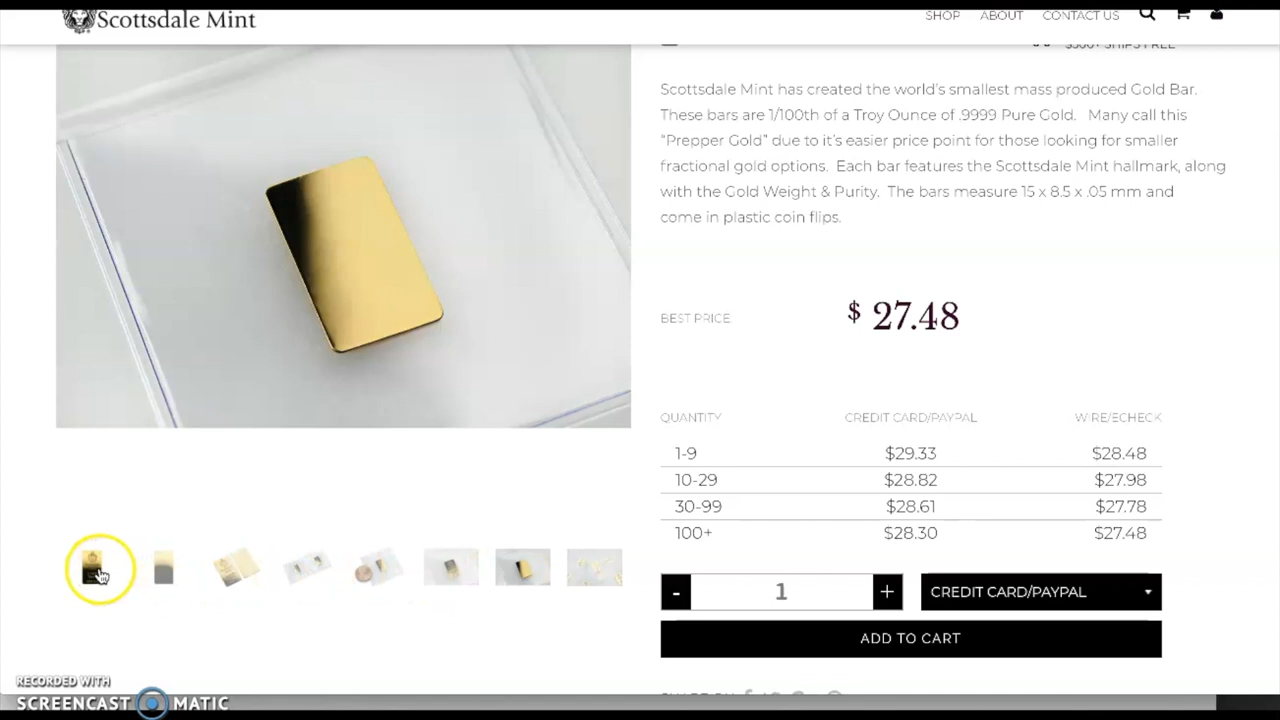 Scottsdale Mint
SHOP ABOUT CONTACT US
$500+ SHIPS FREE
Scottsdale Mint has created the world's smallest mass produced Gold Bar.
These bars are 1/100th of a Troy Ounce of .9999 Pure Gold. Many call this
"Prepper Gold" due to it's easier price point for those looking for smaller
fractional gold options. Each bar features the Scottsdale Mint hallmark, along
with the Gold Weight & Purity. The bars measure 15 x 8.5 x .05 mm and
come in plastic coin flips.
BEST PRICE $ 27.48
QUANTITY CREDIT CARD/PAYPAL WIRE/ECHECK
1-9 $29.33 $28.48
10-29 $28.82 $27.98
30-99 $28.61 $27.78
100+ $28.30 $27.48
- 1 + CREDIT CARD/PAYPAL
ADD TO CART
RECORDED WITH
SCREENCAST MATIC